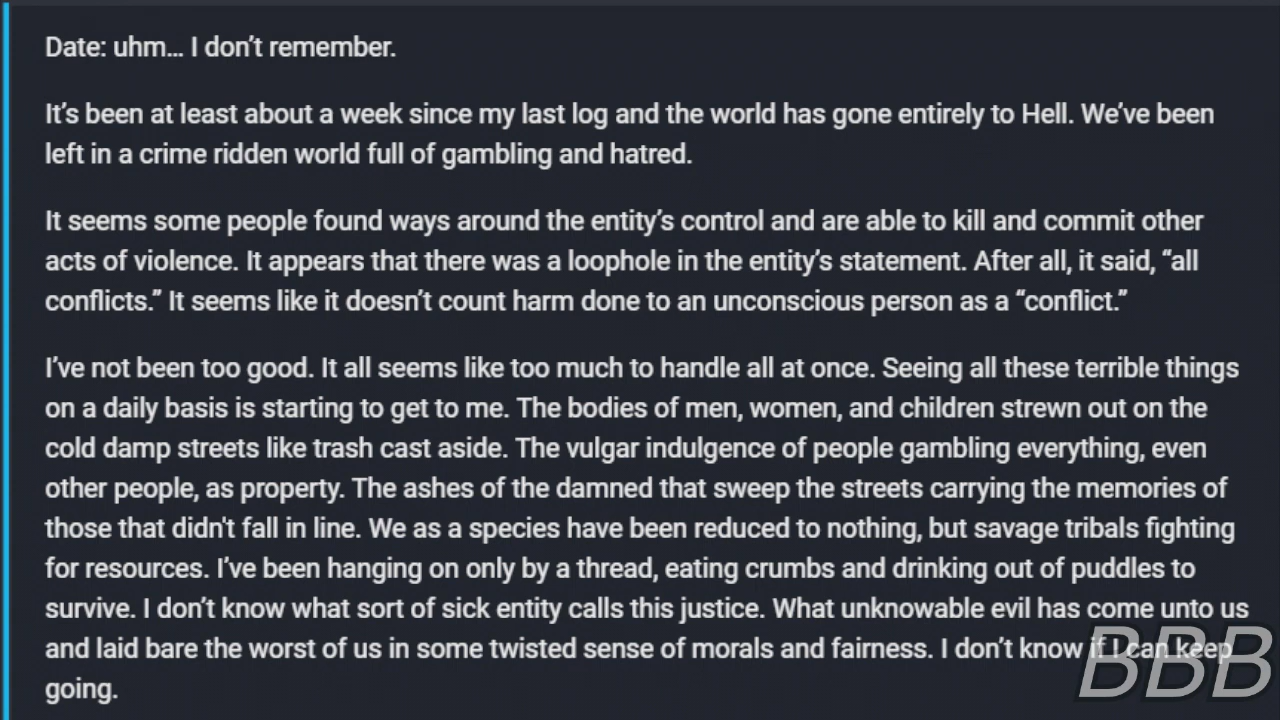 Date: uhm… I don’t remember.
It’s been at least about a week since my last log and the world has gone entirely to Hell. We’ve been
left in a crime ridden world full of gambling and hatred.
It seems some people found ways around the entity’s control and are able to kill and commit other
acts of violence. It appears that there was a loophole in the entity’s statement. After all, it said, “all
conflicts.” It seems like it doesn’t count harm done to an unconscious person as a “conflict.”
I’ve not been too good. It all seems like too much to handle all at once. Seeing all these terrible things
on a daily basis is starting to get to me. The bodies of men, women, and children strewn out on the
cold damp streets like trash cast aside. The vulgar indulgence of people gambling everything, even
other people, as property. The ashes of the damned that sweep the streets carrying the memories of
those that didn't fall in line. We as a species have been reduced to nothing, but savage tribals fighting
for resources. I’ve been hanging on only by a thread, eating crumbs and drinking out of puddles to
survive. I don’t know what sort of sick entity calls this justice. What unknowable evil has come unto us
and laid bare the worst of us in some twisted sense of morals and fairness. I don’t know if I can keep
going.
BBB